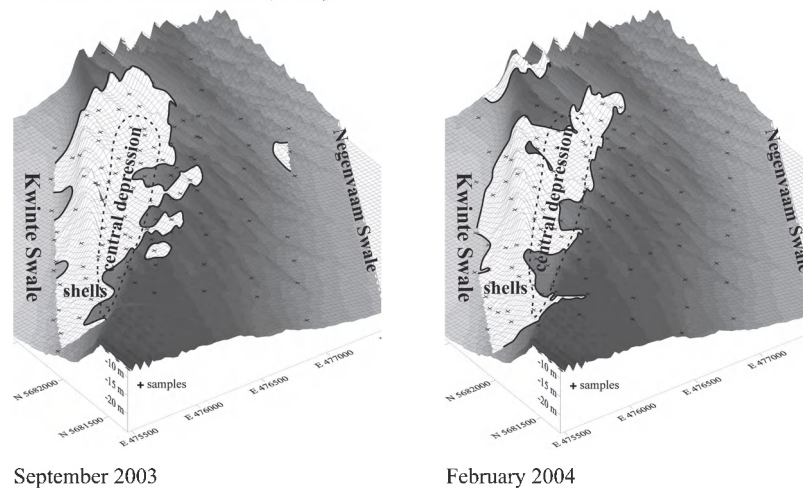 Kwinte Swale
central depression
Negenvaam Swale
shells
-10 m
-15 m
-20 m
+ samples
N 5682000
N 5681500
E 475500
E 476000
E 476500
E 477000
September 2003
Kwinte Swale
central depression
Negenvaam Swale
shells
-10 m
-15 m
-20 m
+ samples
N 5682000
N 5681500
E 475500
E 476000
E 476500
E 477000
February 2004